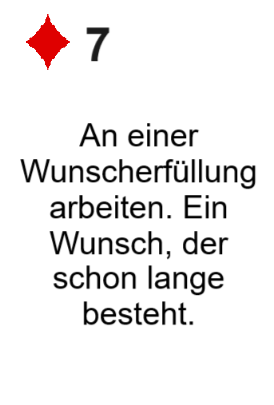 7
An einer
Wunscherfüllung
arbeiten. Ein
Wunsch, der
schon lange
besteht.